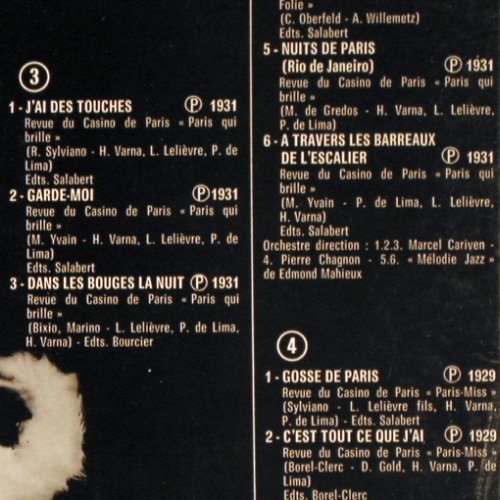 3
1 - J'AI DES TOUCHES ℗ 1931
Revue du Casino de Paris « Paris qui
brille »
(R. Sylviano - H. Varna, L. Lelièvre, P. de
Lima)
Edts. Salabert
2 - GARDE-MOI ℗ 1931
Revue du Casino de Paris « Paris qui
brille »
(M. Yvain - H. Varna, L. Lelièvre, P. de
Lima)
Edts. Salabert
3 - DANS LES BOUGES LA NUIT ℗ 1931
Revue du Casino de Paris « Paris qui
brille »
(Bixio, Marino - L. Lelièvre, P. de Lima,
H. Varna) - Edts. Bourcier
Folie »
(C. Oberfeld - A. Willemetz)
Edts. Salabert
5 - NUITS DE PARIS
(Rio de Janeiro) ℗ 1931
Revue du Casino de Paris « Paris qui
brille »
(M. de Gredos - H. Varna, L. Lelièvre,
P. de Lima)
6 - A TRAVERS LES BARREAUX
DE L'ESCALIER ℗ 1931
Revue du Casino de Paris « Paris qui
brille »
(M. Yvain - P. de Lima, L. Lelièvre,
H. Varna)
Edts. Salabert
Orchestre direction : 1.2.3. Marcel Cariven -
4. Pierre Chagnon - 5.6. « Mélodie Jazz »
de Edmond Mahieux
4
1 - GOSSE DE PARIS ℗ 1929
Revue du Casino de Paris « Paris-Miss »
(Sylviano - L. Lelièvre fils, H. Varna,
P. de Lima) - Edts. Salabert
2 - C'EST TOUT CE QUE J'AI ℗ 1929
Revue du Casino de Paris « Paris-Miss »
(Borel-Clerc - D. Gold, H. Varna, P. de
Lima)
Edts. Borel-Clerc